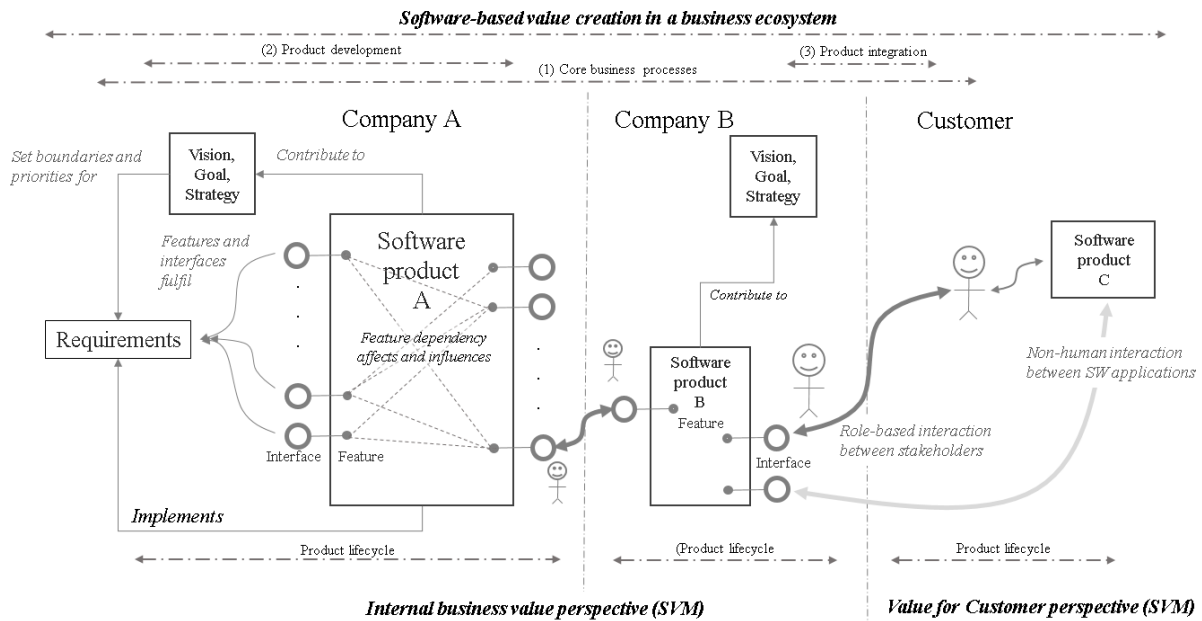 Software-based value creation in a business ecosystem
(2) Product development
(3) Product integration
(1) Core business processes
Company A
Company B
Customer
Set boundaries and
priorities for
Vision,
Goal,
Strategy
Contribute to
Vision,
Goal,
Strategy
Features and
interfaces
fulfil
Software
product
A
Software
product
C
Contribute to
Requirements
Feature dependency
affects and influences
Non-human interaction
between SW applications
Software
product
B
Feature
Interface
Feature
Role-based interaction
between stakeholders
Interface
Implements
Product lifecycle
(Product lifecycle
Product lifecycle
Internal business value perspective (SVM)
Value for Customer perspective (SVM)